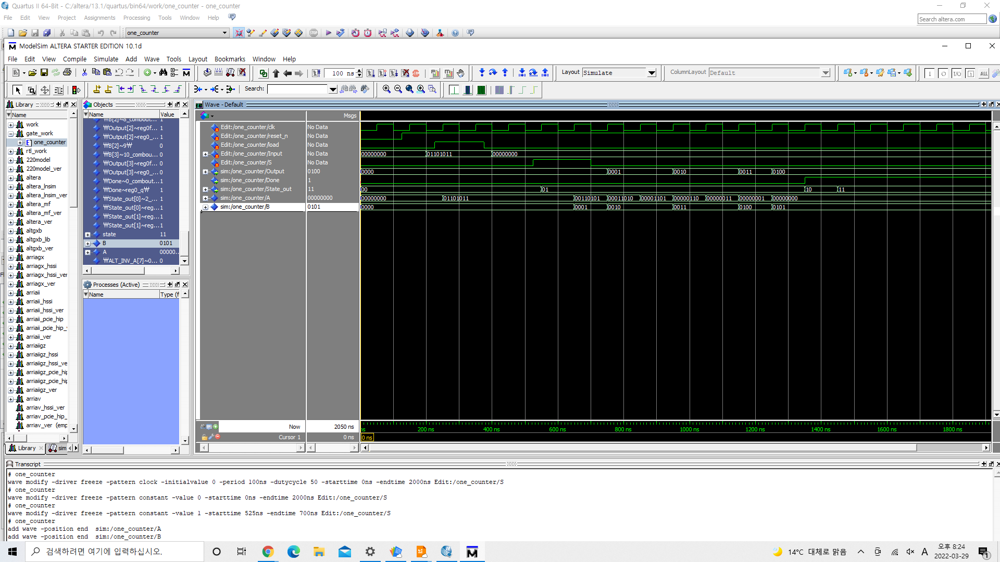 Quartus II 64-Bit - C:/altera/13.1/quartus/bin64/work/one_counter - one_counter
File Edit View Project Assignments Processing Tools Window Help
Search altera.com
one_counter
ModelSim ALTERA STARTER EDITION 10.1d
File Edit View Compile Simulate Add Wave Tools Layout Bookmarks Window Help
100 ns
Layout Simulate
ColumnLayout Default
Search:
Library
Name
work
gate_work
one_counter
rtl_work
220model
220model_ver
altera
altera_lnsim
altera_lnsim_ver
altera_mf
altera_mf_ver
altera_ver
altgxb
altgxb_lib
altgxb_ver
arriagx
arriagx_hssi
arriagx_hssi_ver
arriagx_ver
arriaii
arriaii_hssi
arriaii_hssi_ver
arriaii_pcie_hip
arriaii_pcie_hip_
arriaii_ver
arriaiigz
arriaiigz_hssi
arriaiigz_hssi_ve
arriaiigz_pcie_hip
arriaiigz_pcie_hip
arriaiigz_ver
arriav
arriav_hssi_ver
arriav_pcie_hip_
arriav_ver (emp
Library
sim
Objects
Name Value
₩B[2]~8_combout... 1
₩Output[2]~reg0f... 1
₩Output[2]~reg0_... 1
₩B[2]~9₩ 0
₩B[3]~10_combou... 0
₩Output[3]~reg0f... 0
₩Output[3]~reg0_... 0
₩Done~0_combout... 1
₩Done~reg0_q₩ 1
₩State_out[0]~2_... 1
₩State_out[0]~reg... 1
₩State_out[1]~reg... 1
₩State_out[1]~reg... 1
state 11
B 0101
A 00000...
₩ALT_INV_A[7]~0... 0
Processes (Active)
Name Type (f
Wave - Default
Msgs
Edit:/one_counter/clk No Data
Edit:/one_counter/reset_n No Data
Edit:/one_counter/load No Data
Edit:/one_counter/Input No Data 00000000 01101011 00000000
Edit:/one_counter/S No Data
sim:/one_counter/Output 0100 0000 0001 0010 0011 0100
sim:/one_counter/Done 1
sim:/one_counter/State_out 11 00 01 10 11
sim:/one_counter/A 00000000 00000000 01101011 00110101 00011010 00001101 00000110 00000011 00000001 00000000
sim:/one_counter/B 0101 0000 0001 0010 0011 0100 0101
Now 2050 ns
ns 200 ns 400 ns 600 ns 800 ns 1000 ns 1200 ns 1400 ns 1600 ns 1800 ns
Cursor 1 0 ns
0 ns
Transcript
# one_counter
wave modify -driver freeze -pattern clock -initialvalue 0 -period 100ns -dutycycle 50 -starttime 0ns -endtime 2000ns Edit:/one_counter/S
# one_counter
wave modify -driver freeze -pattern constant -value 0 -starttime 0ns -endtime 2000ns Edit:/one_counter/S
# one_counter
wave modify -driver freeze -pattern constant -value 1 -starttime 525ns -endtime 700ns Edit:/one_counter/S
# one_counter
add wave -position end sim:/one_counter/A
add wave -position end sim:/one_counter/B
검색하려면 여기에 입력하십시오.
14°C 대체로 맑음
A
오후 8:24
2022-03-29
1